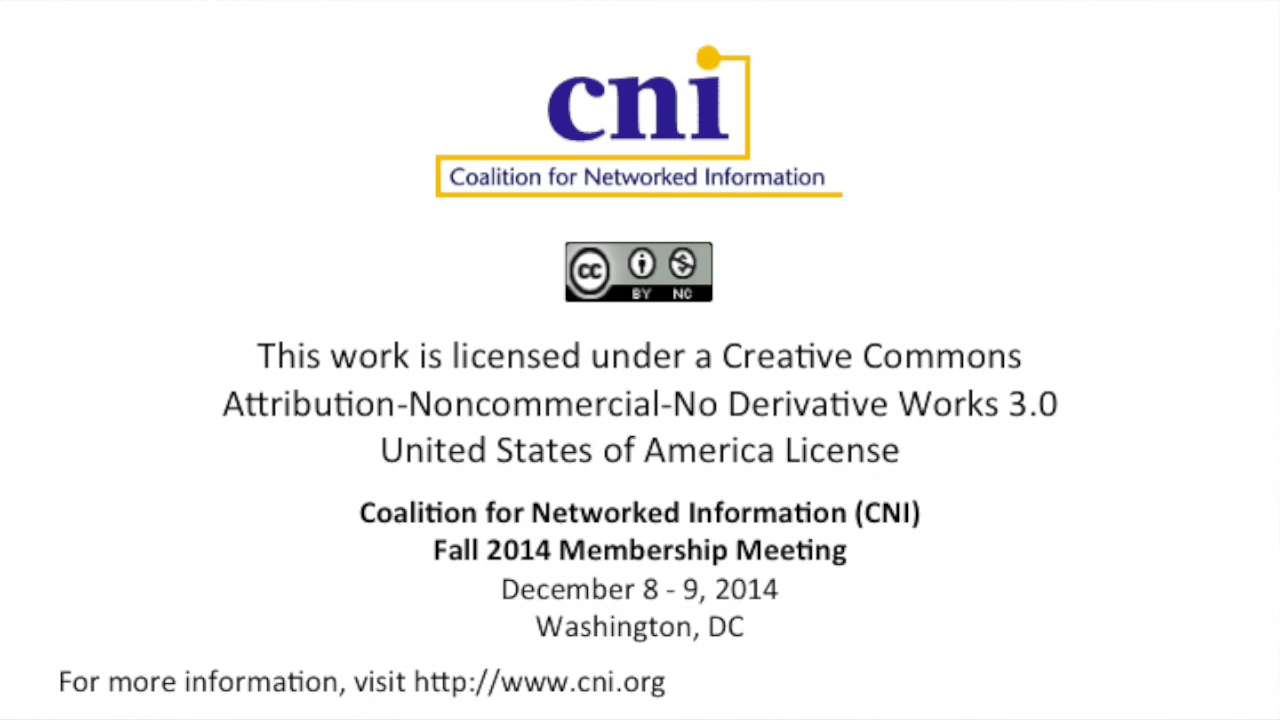 cni
Coalition for Networked Information
cc BY NC
This work is licensed under a Creative Commons
Attribution-Noncommercial-No Derivative Works 3.0
United States of America License
Coalition for Networked Information (CNI)
Fall 2014 Membership Meeting
December 8 - 9, 2014
Washington, DC
For more information, visit http://www.cni.org